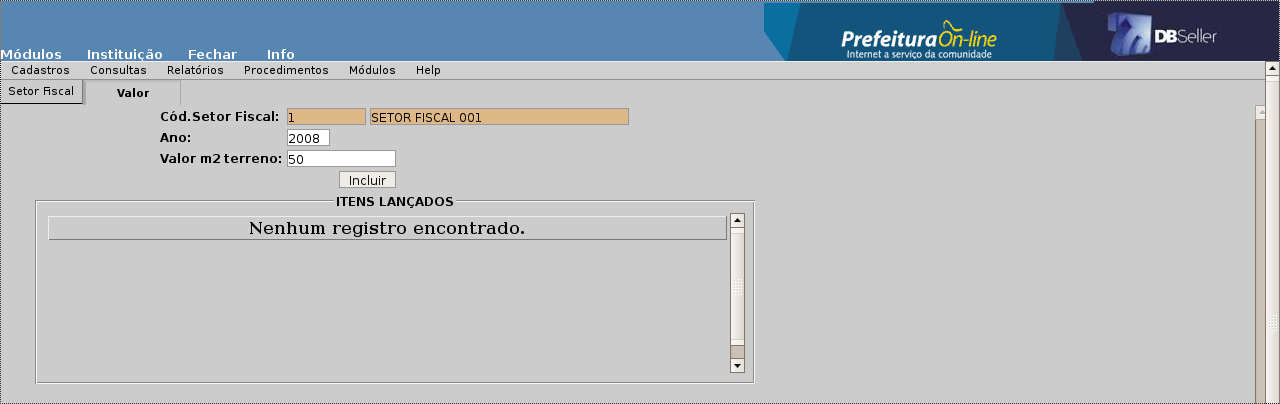 Prefeitura On-line
Internet a serviço da comunidade
DBSeller
Módulos Instituição Fechar Info
Cadastros Consultas Relatórios Procedimentos Módulos Help
Setor Fiscal Valor
Cód.Setor Fiscal: 1 SETOR FISCAL 001
Ano: 2008
Valor m2 terreno: 50
Incluir
ITENS LANÇADOS
Nenhum registro encontrado.